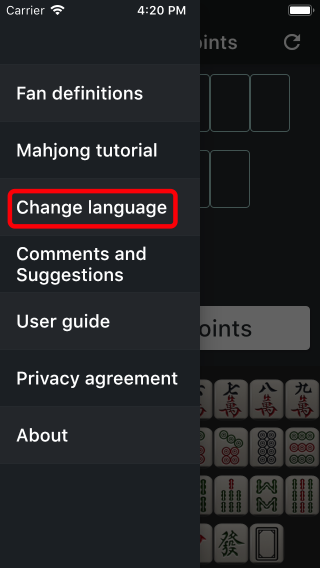 Carrier 4:20 PM
oints
Fan definitions
Mahjong tutorial
Change language
Comments and
Suggestions
User guide
oints
Privacy agreement
七 八 九
萬 萬 萬 萬
About
發